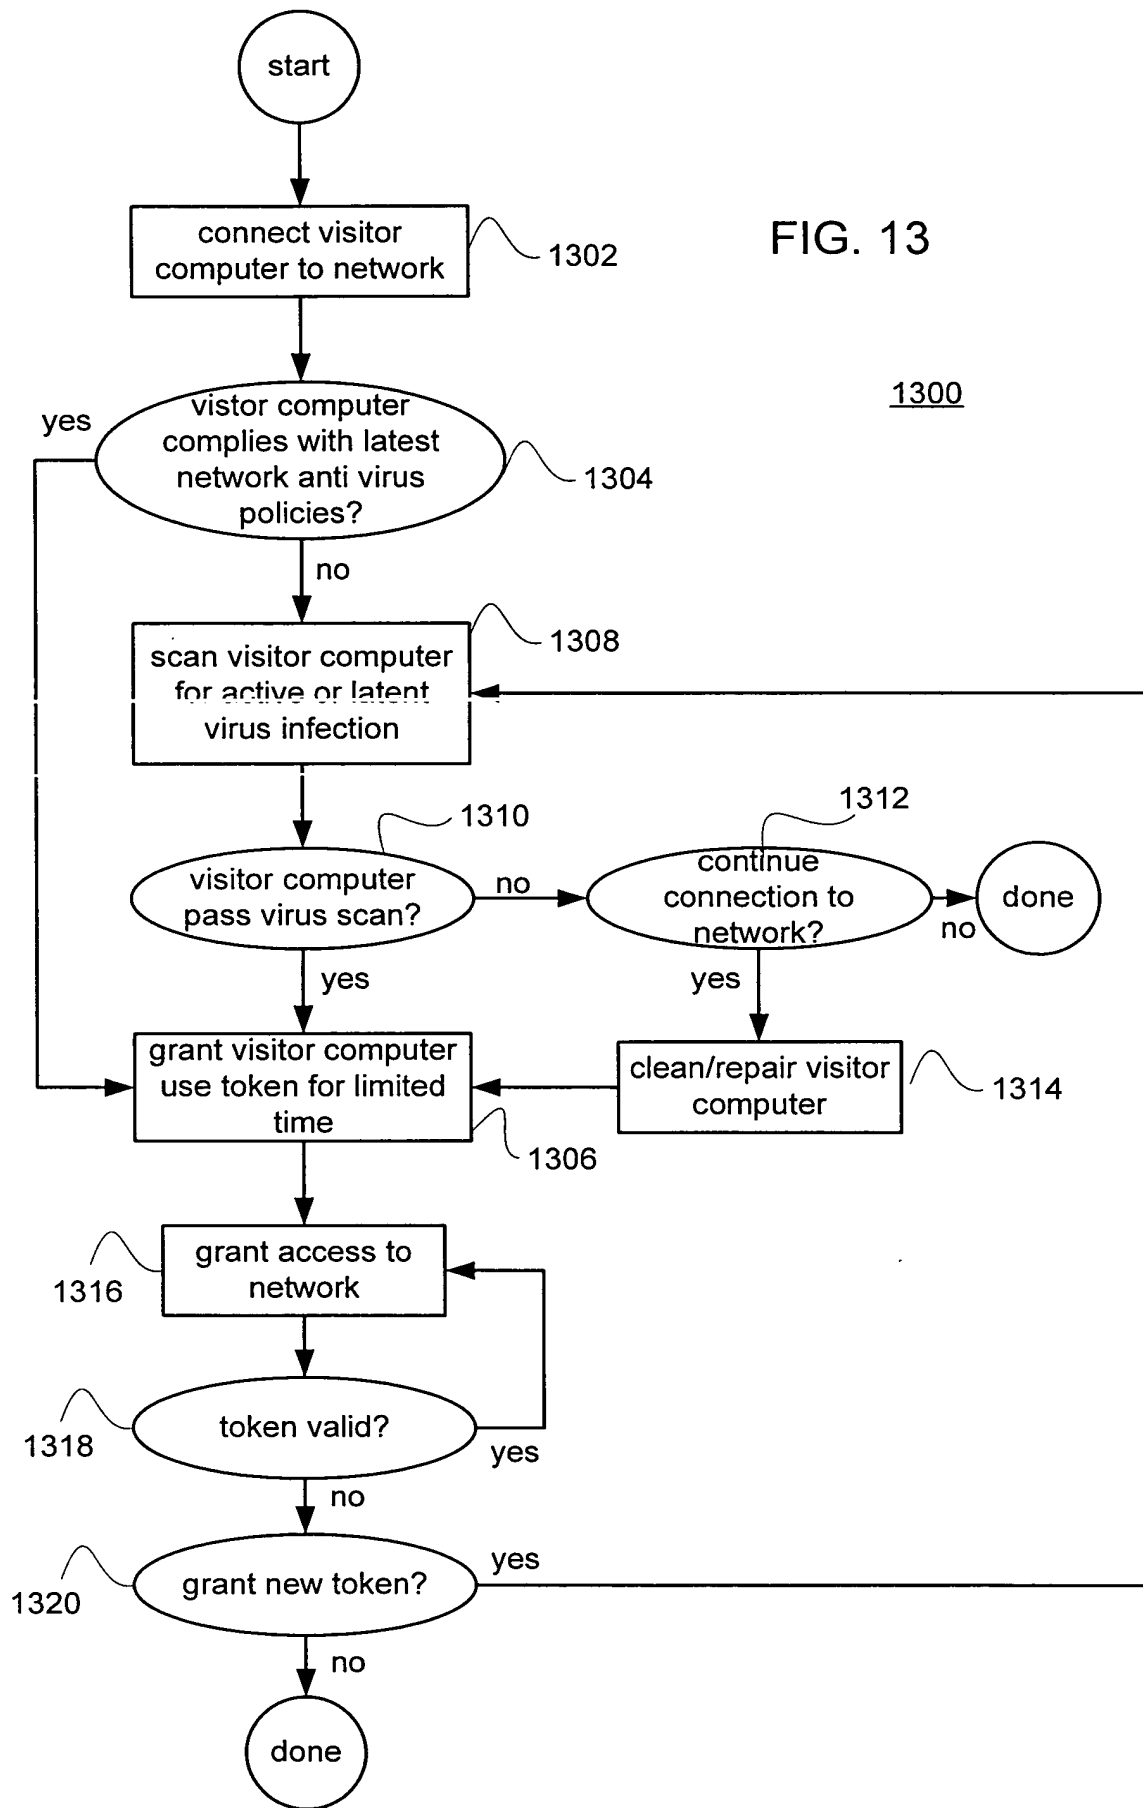 start
connect visitor
computer to network
1302
FIG. 13
1300
yes
vistor computer
complies with latest
network anti virus
policies?
1304
no
1308
scan visitor computer
for active or latent
virus infection
1310
1312
visitor computer
pass virus scan?
no
continue
connection to
network?
no
done
yes
yes
grant visitor computer
use token for limited
time
1306
clean/repair visitor
computer
1314
grant access to
network
1316
token valid?
1318
yes
no
grant new token?
1320
yes
no
done